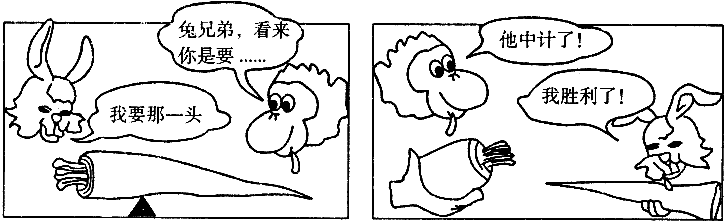 兔兄弟，看来
你是要……
我要那一头
他中计了！
我胜利了！